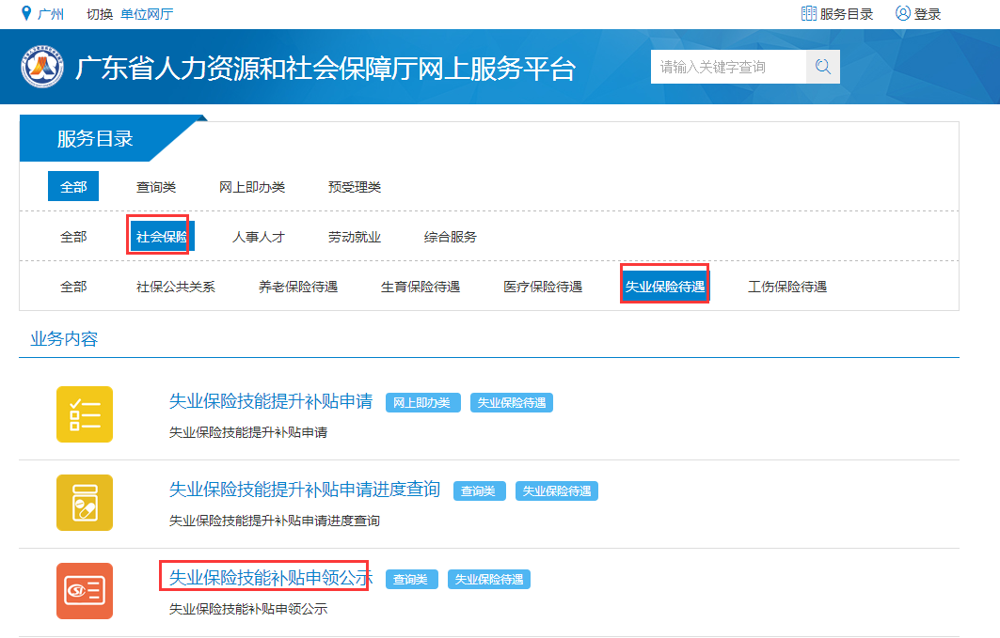 广州 切换 单位网厅 服务目录 登录
广东省人力资源和社会保障厅网上服务平台 请输入关键字查询
服务目录
全部 查询类 网上即办类 预受理类
全部 社会保险 人事人才 劳动就业 综合服务
全部 社保公共关系 养老保险待遇 生育保险待遇 医疗保险待遇 失业保险待遇 工伤保险待遇
业务内容
失业保险技能提升补贴申请 网上即办类 失业保险待遇
失业保险技能提升补贴申请
失业保险技能提升补贴申请进度查询 查询类 失业保险待遇
失业保险技能提升补贴申请进度查询
失业保险技能补贴申领公示 查询类 失业保险待遇
失业保险技能补贴申领公示